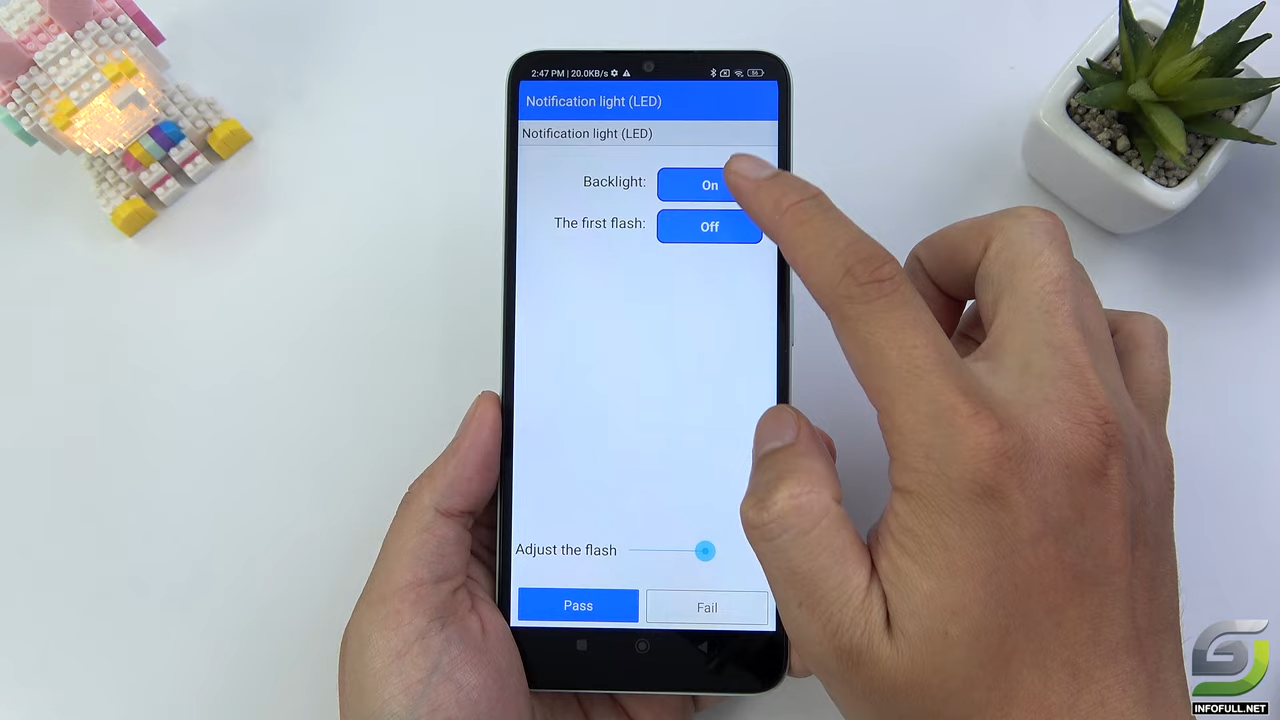 2:47 PM | 20.0KB/s
56
Notification light (LED)
Notification light (LED)
Backlight: On
The first flash: Off
Adjust the flash
Pass Fail
INFOFULL.NET